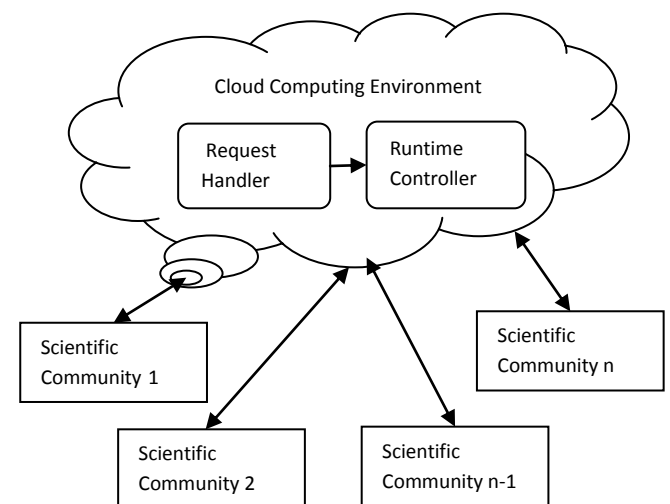 Cloud Computing Environment
Request
Handler
Runtime
Controller
Scientific
Community 1
Scientific
Community n
Scientific
Community 2
Scientific
Community n-1